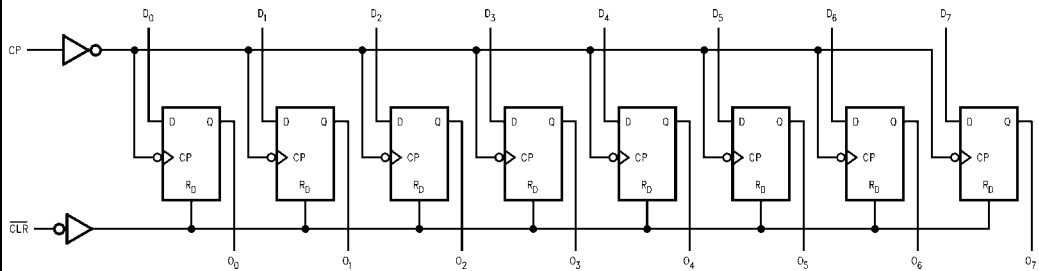 D0 D1 D2 D3 D4 D5 D6 D7
CP
D Q D Q D Q D Q D Q D Q D Q D Q
CP CP CP CP CP CP CP CP
RD RD RD RD RD RD RD RD
C̅L̅R̅
O0 O1 O2 O3 O4 O5 O6 O7